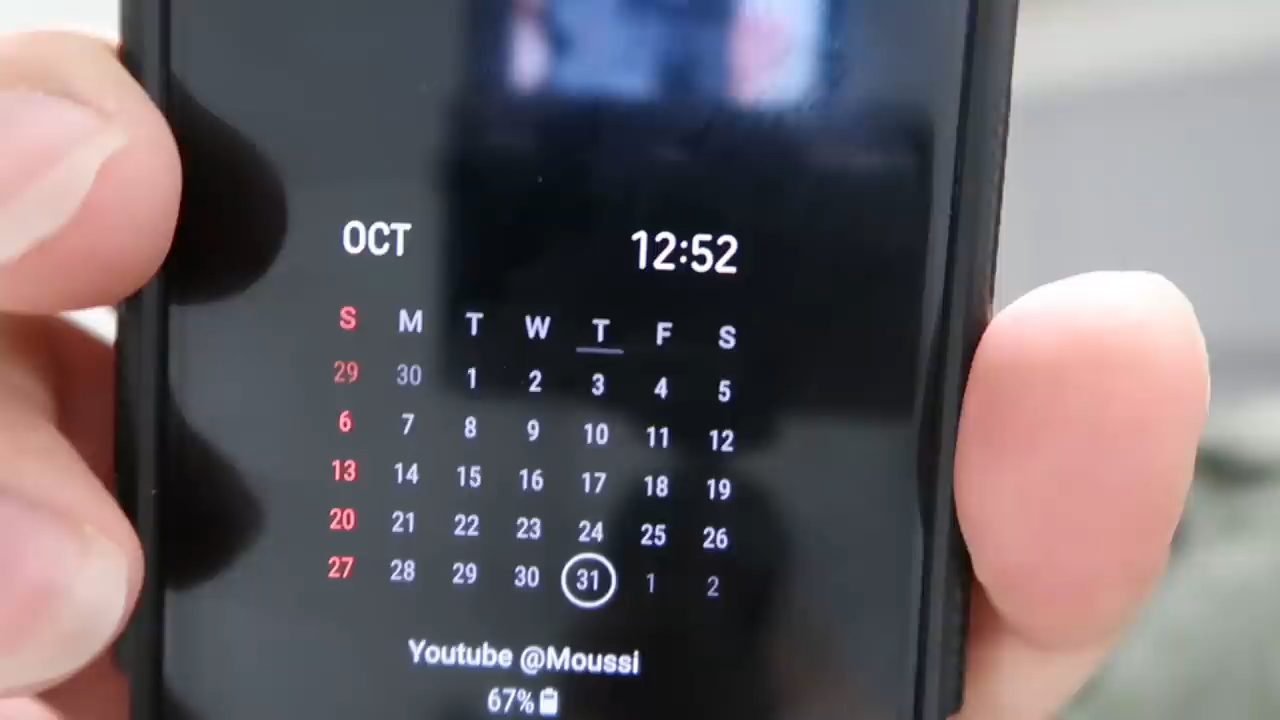 OCT 12:52
S M T W T F S
29 30 1 2 3 4 5
6 7 8 9 10 11 12
13 14 15 16 17 18 19
20 21 22 23 24 25 26
27 28 29 30 31 1 2
Youtube @Moussi
67%